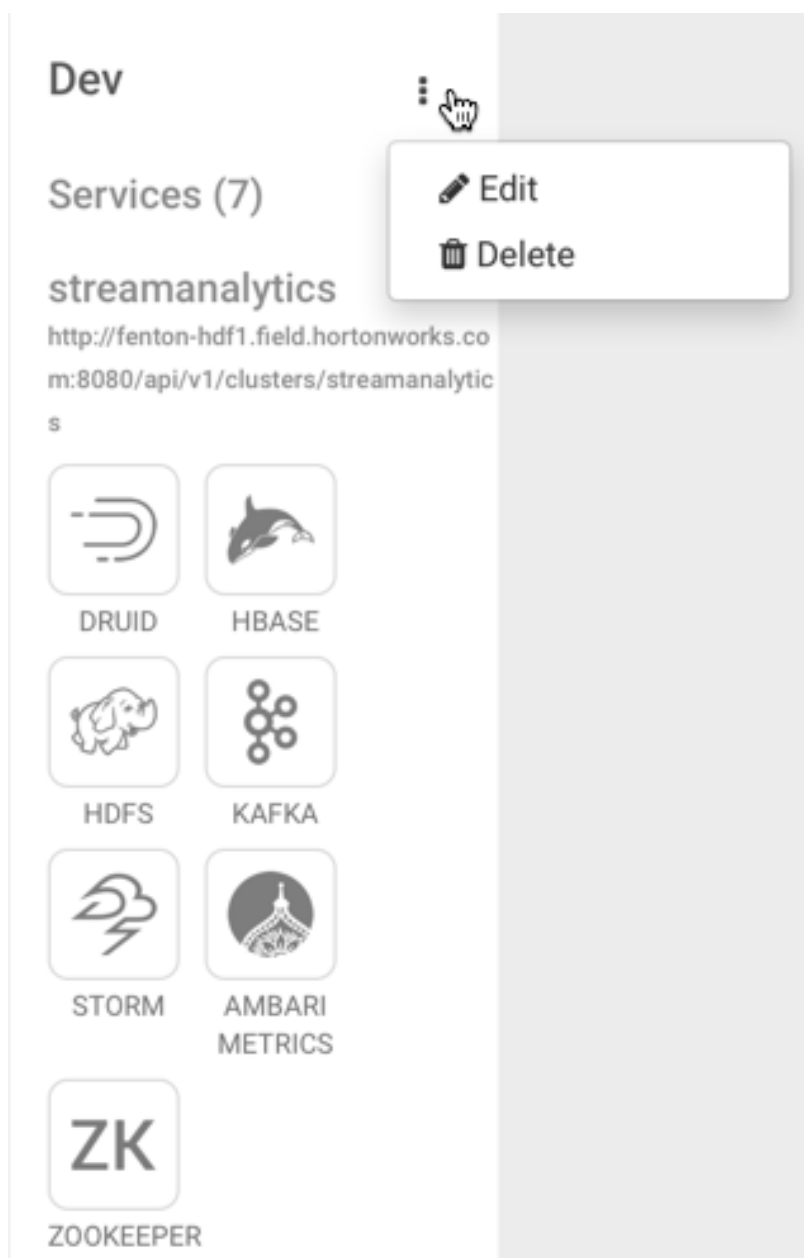 Dev
Edit
Services (7)
Delete
streamanalytics
http://fenton-hdf1.field.hortonworks.co
m:8080/api/v1/clusters/streamanalytic
s
DRUID
HBASE
HDFS
KAFKA
STORM
AMBARI
METRICS
ZK
ZOOKEEPER